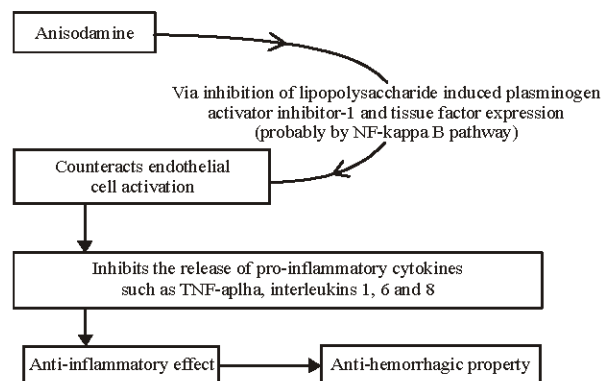 Anisodamine
Via inhibition of lipopolysaccharide induced plasminogen
activator inhibitor-1 and tissue factor expression
(probably by NF-kappa B pathway)
Counteracts endothelial
cell activation
Inhibits the release of pro-inflammatory cytokines
such as TNF-aplha, interleukins 1, 6 and 8
Anti-inflammatory effect
Anti-hemorrhagic property